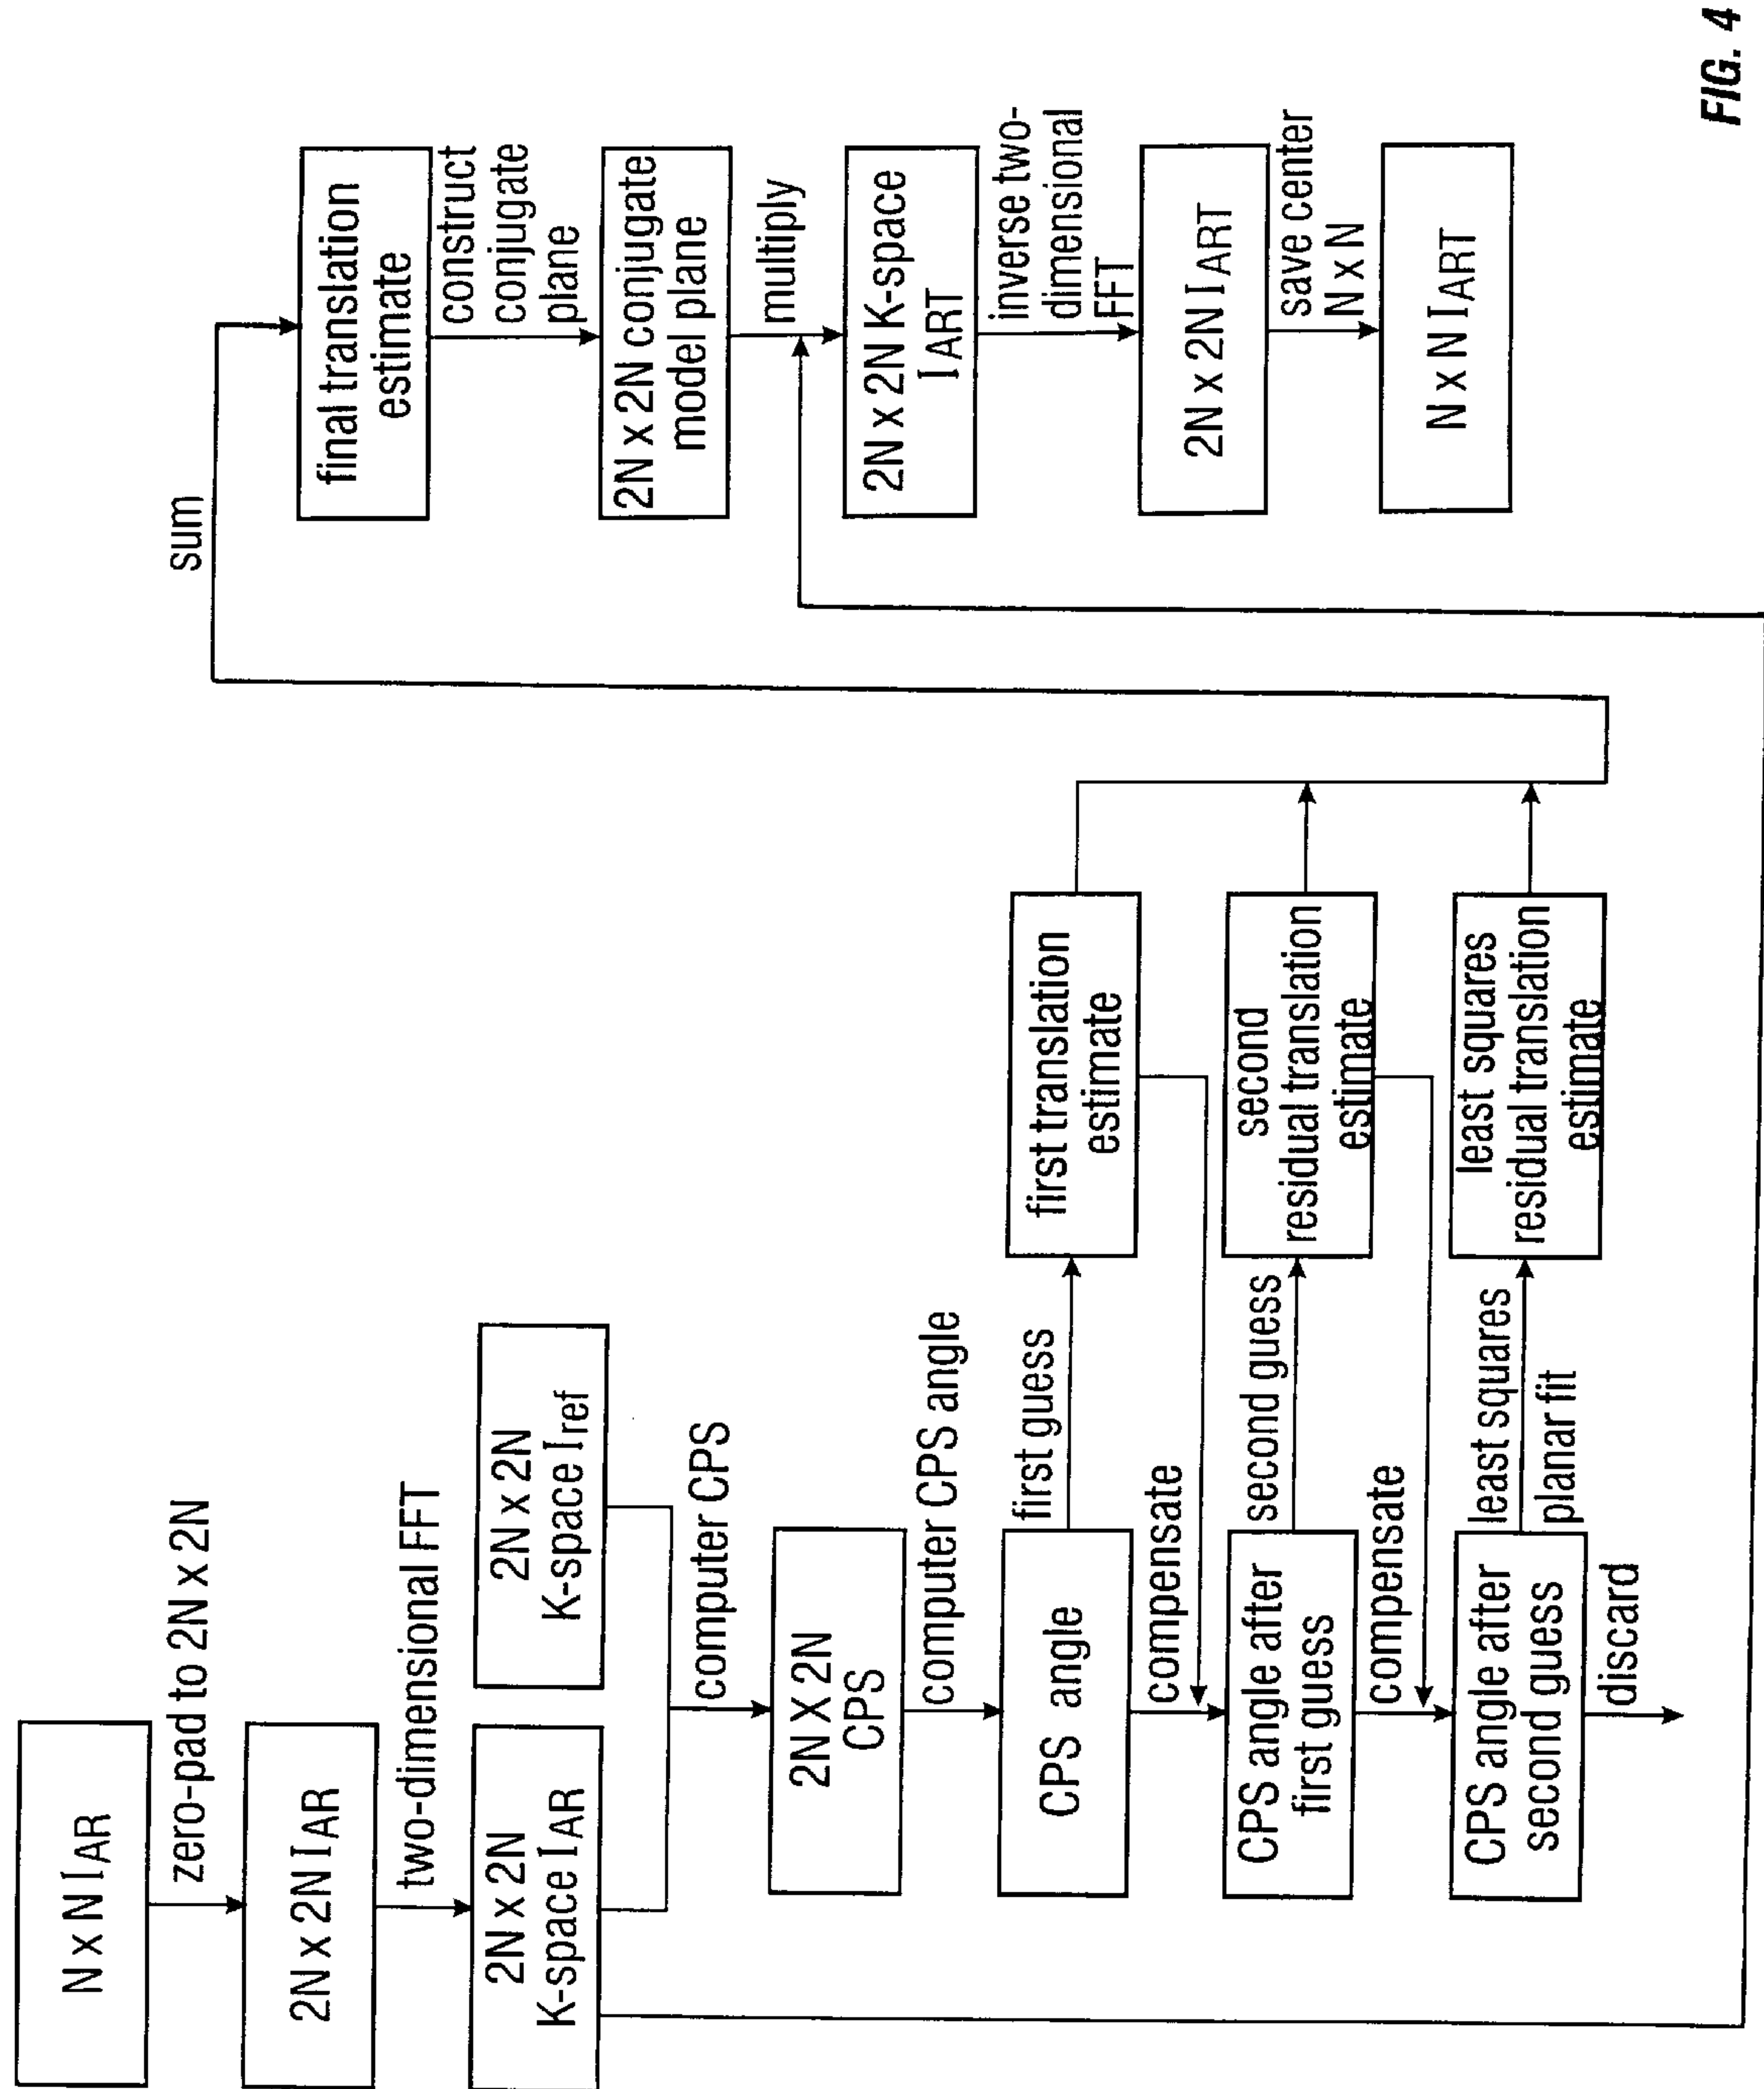 N x N I AR
zero-pad to 2N x 2N
2N x 2N I AR
two-dimensional FFT
2N x 2N
K-space I AR
2N x 2N
K-space I ref
computer CPS
2N X 2N
CPS
computer CPS angle
CPS angle
first guess
first translation
estimate
compensate
CPS angle after
first guess
second guess
second
residual translation
estimate
compensate
CPS angle after
second guess
least squares
planar fit
least squares
residual translation
estimate
discard
sum
final translation
estimate
construct
conjugate
plane
2N x 2N conjugate
model plane
multiply
2N x 2N K-space
I ART
inverse two-
dimensional
FFT
2N x 2N I ART
save center
N x N
N x N I ART
FIG. 4